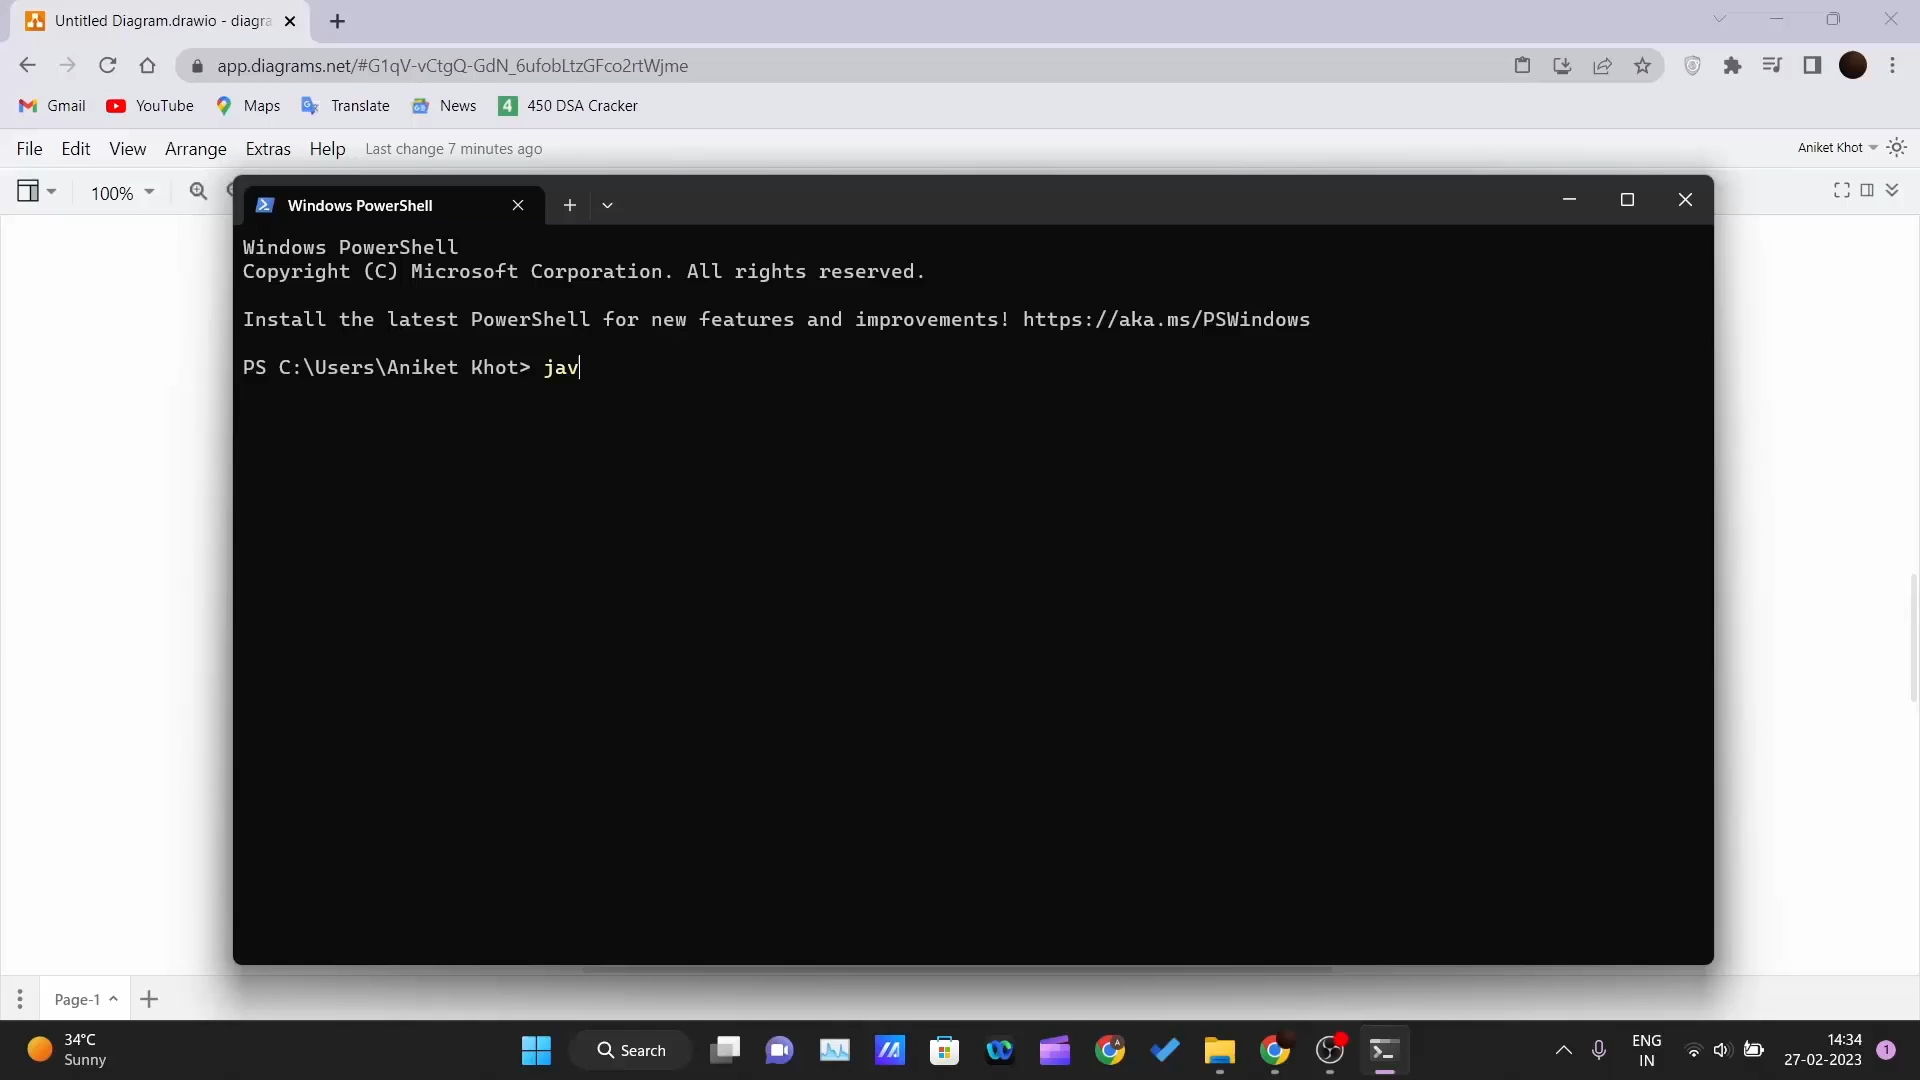 Untitled Diagram.drawio - diagra
app.diagrams.net/#G1qV-vCtgQ-GdN_6ufobLtzGFco2rtWjme
Gmail YouTube Maps Translate News 4 450 DSA Cracker
File Edit View Arrange Extras Help Last change 7 minutes ago Aniket Khot
100%
Windows PowerShell
Windows PowerShell
Copyright (C) Microsoft Corporation. All rights reserved.
Install the latest PowerShell for new features and improvements! https://aka.ms/PSWindows
PS C:\Users\Aniket Khot> jav
Page-1
34°C
Sunny
Search
A
ENG
IN
14:34
27-02-2023
1